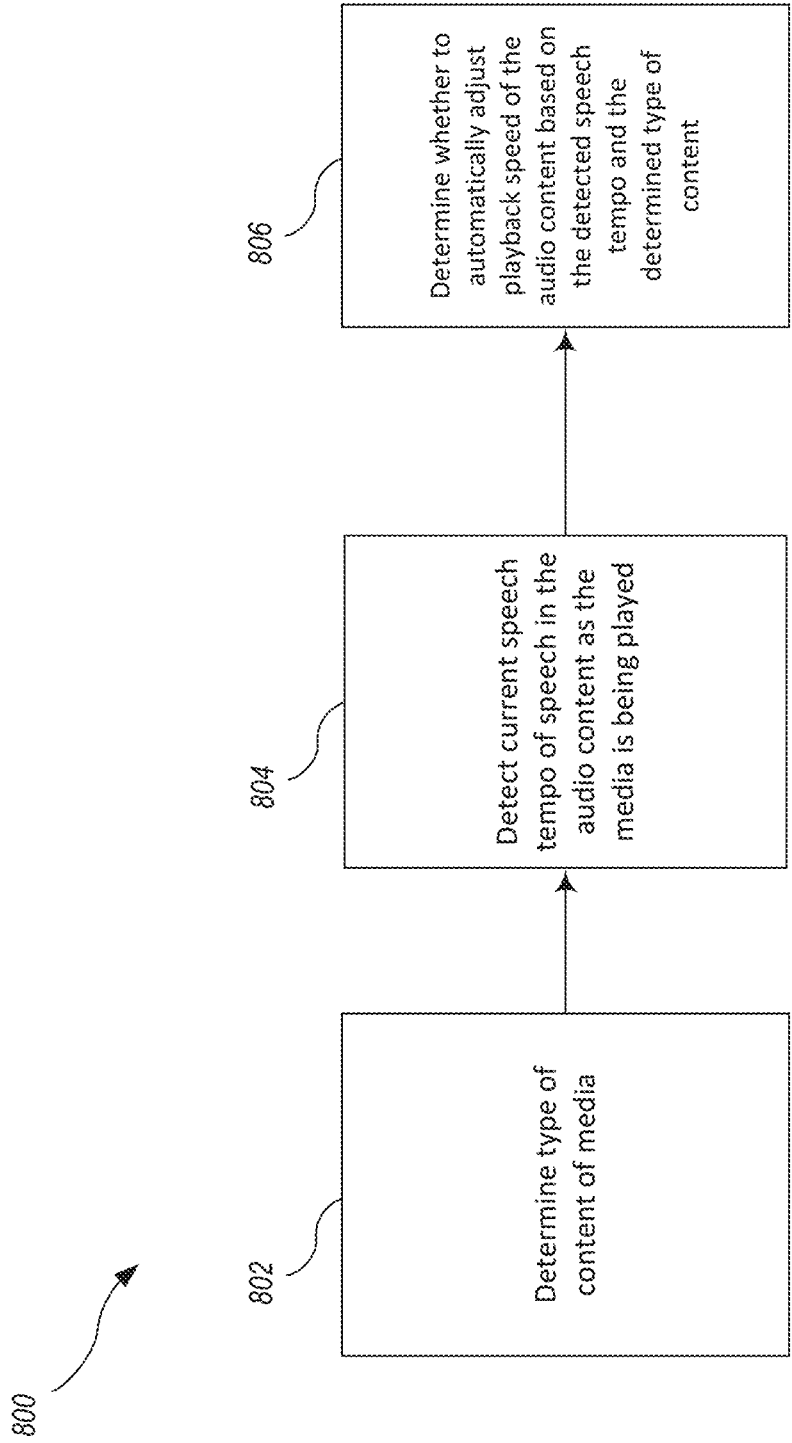 800
802
Determine type of
content of media
804
Detect current speech
tempo of speech in the
audio content as the
media is being played
806
Determine whether to
automatically adjust
playback speed of the
audio content based on
the detected speech
tempo and the
determined type of
content